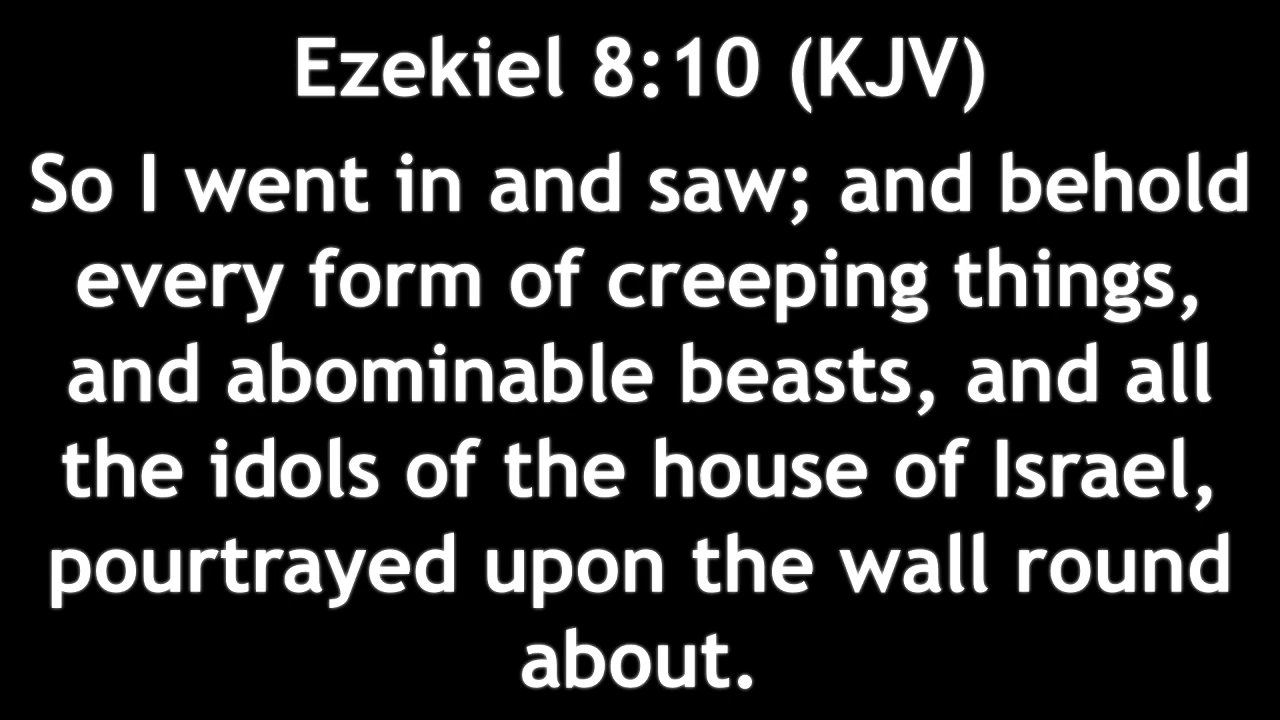 Ezekiel 8:10 (KJV)
So I went in and saw; and behold
every form of creeping things,
and abominable beasts, and all
the idols of the house of Israel,
pourtrayed upon the wall round
about.